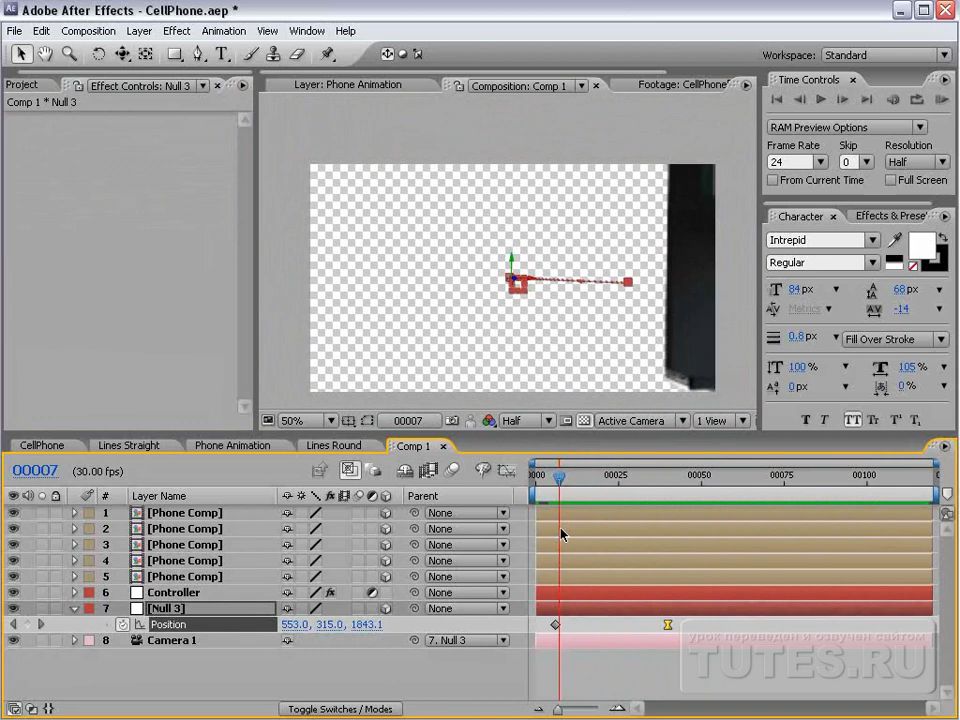 Adobe After Effects - CellPhone.aep *
File Edit Composition Layer Effect Animation View Window Help
Workspace: Standard
Project Effect Controls: Null 3
Comp 1 * Null 3
Layer: Phone Animation Composition: Comp 1 Footage: CellPhone
50% 00007 Half Active Camera 1 View
Time Controls
RAM Preview Options
Frame Rate Skip Resolution
24 0 Half
From Current Time Full Screen
Character Effects & Prese
Intrepid
Regular
84 px 68 px
Metrics -14
0.8 px Fill Over Stroke
100 % 105 %
0 px 0 %
T T TT Tr T¹ T₁
CellPhone Lines Straight Phone Animation Lines Round Comp 1
00007 (30.00 fps)
0000 00025 00050 00075 00100
# Layer Name Parent
1 [Phone Comp] None
2 [Phone Comp] None
3 [Phone Comp] None
4 [Phone Comp] None
5 [Phone Comp] None
6 Controller None
7 [Null 3] None
Position 553.0, 315.0, 1843.1
8 Camera 1 7. Null 3
Toggle Switches / Modes
урок переведен и озвучен сайтом
TUTES.RU